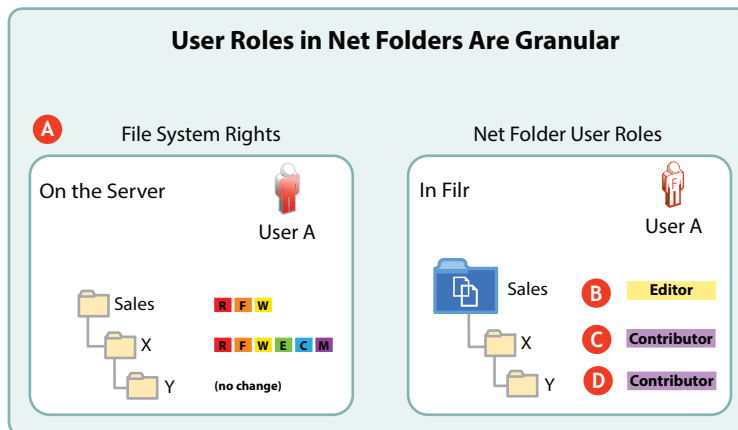 User Roles in Net Folders Are Granular
A File System Rights
Net Folder User Roles
On the Server
User A
Sales R F W
X R F W E C M
Y (no change)
In Filr
F
User A
Sales B Editor
X C Contributor
Y D Contributor